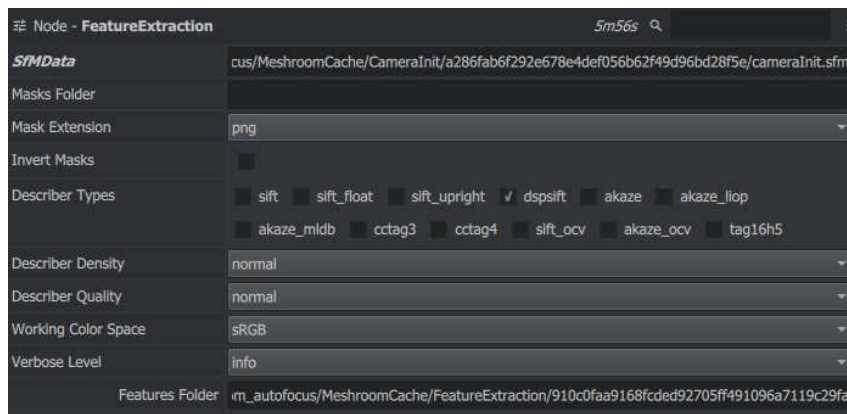 Node - FeatureExtraction 5m56s
SfMData cus/MeshroomCache/CameraInit/a286fab6f292e678e4def056b62f49d96bd28f5e/cameraInit.sfm
Masks Folder
Mask Extension png
Invert Masks
Describer Types sift sift_float sift_upright dspsift akaze akaze_liop
akaze_mldb cctag3 cctag4 sift_ocv akaze_ocv tag16h5
Describer Density normal
Describer Quality normal
Working Color Space sRGB
Verbose Level info
Features Folder om_autofocus/MeshroomCache/FeatureExtraction/910c0faa9168fcded92705ff491096a7119c29fa